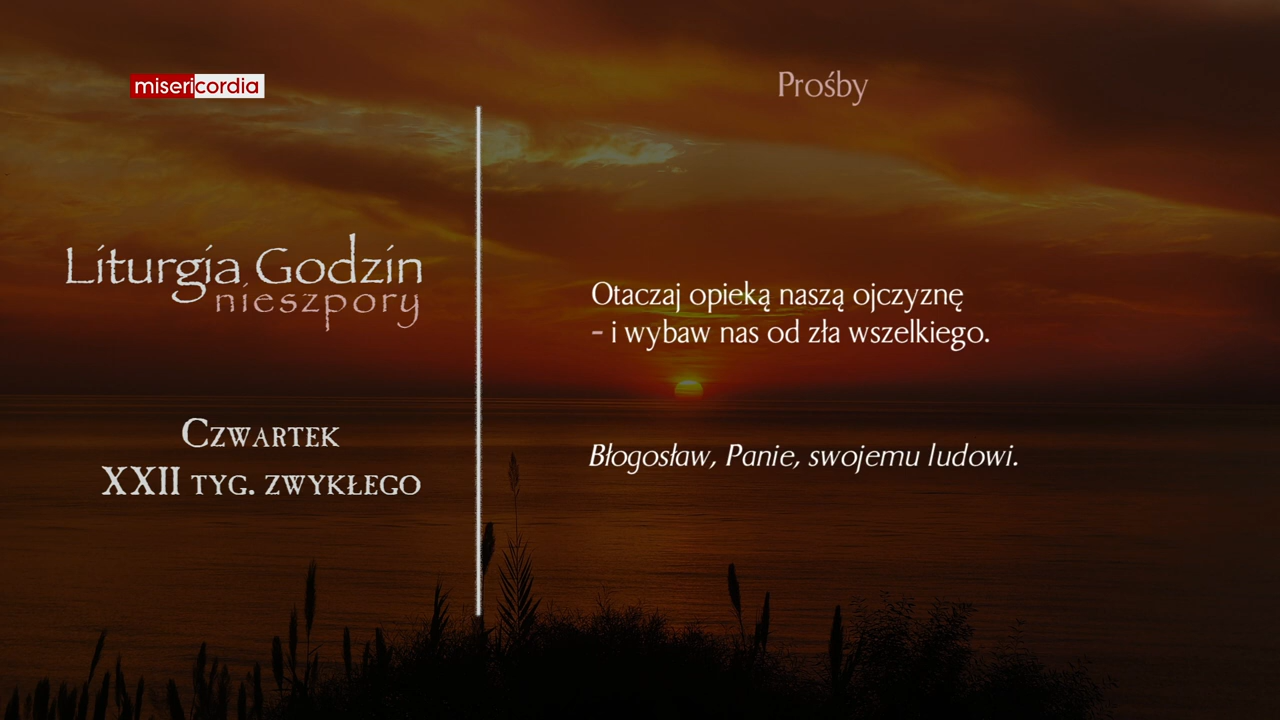 misericordia
Prośby
Liturgia Godzin
nieszpory
Otaczaj opieką naszą ojczyznę
- i wybaw nas od zła wszelkiego.
Czwartek
XXII tyg. zwykłego
Błogosław, Panie, swojemu ludowi.